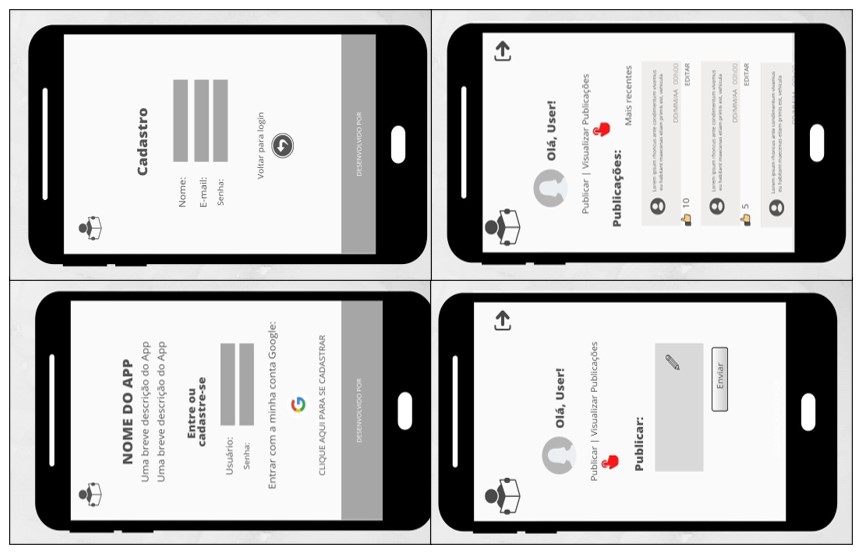 NOME DO APP
Uma breve descrição do App
Uma breve descrição do App
Entre ou
cadastre-se
Usuário:
Senha:
Entrar com a minha conta Google:
G
CLIQUE AQUI PARA SE CADASTRAR
DESENVOLVIDO POR
Cadastro
Nome:
E-mail:
Senha:
Voltar para login
DESENVOLVIDO POR
Olá, User!
Publicar | Visualizar Publicações
Publicar:
Enviar
Olá, User!
Publicar | Visualizar Publicações
Publicações:
Mais recentes
Lorem ipsum rhoncus ante condimentum vivamus
eu habitant maecenas etiam primis est, vehicula
DD/MM/AA 00h00
10
EDITAR
Lorem ipsum rhoncus ante condimentum vivamus
eu habitant maecenas etiam primis est, vehicula
DD/MM/AA 00h00
5
EDITAR
Lorem ipsum rhoncus ante condimentum vivamus
eu habitant maecenas etiam primis est, vehicula
DD/MM/AA 00h00